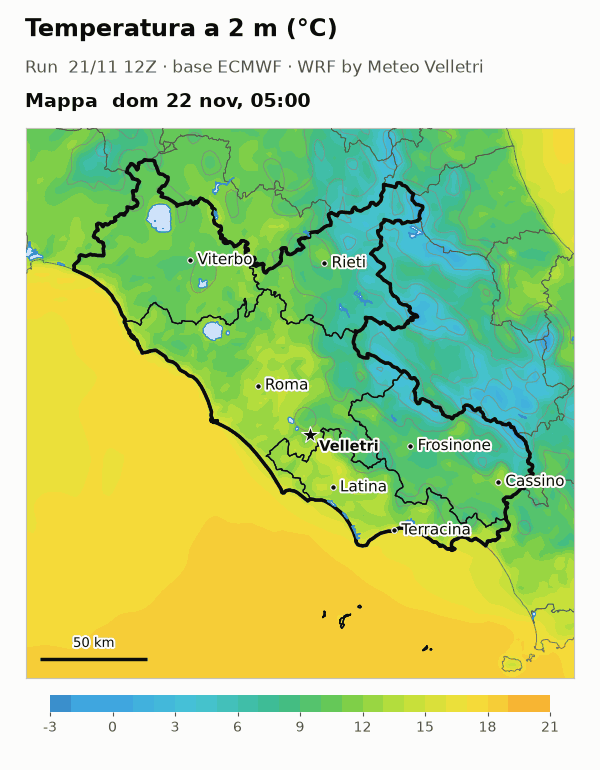 Temperatura a 2 m (°C)
Run  21/11 12Z · base ECMWF · WRF by Meteo Velletri
Mappa  dom 22 nov, 05:00
Viterbo
Rieti
Roma
Velletri
Frosinone
Cassino
Latina
Terracina
50 km
-3 0 3 6 9 12 15 18 21